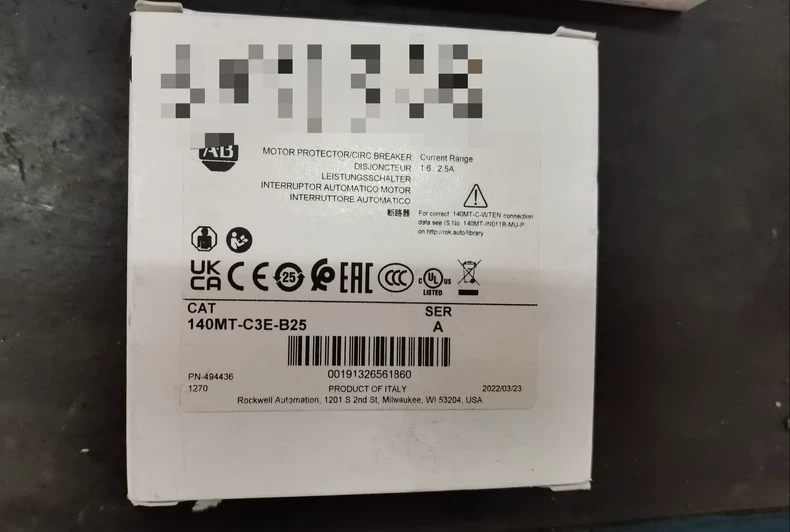 AB
MOTOR PROTECTOR/CIRC BREAKER
DISJONCTEUR
LEISTUNGSSCHALTER
INTERRUPTOR AUTOMATICO MOTOR
INTERRUTTORE AUTOMATICO
断路器
Current Range
1.6...2.5A
For correct 140MT-C-WTEN connection
data see IS No. 140MT-IN011B-MU-P
on http://rok.auto/library
UK CA CE 25 EAC CCC c UL us
LISTED
CAT
140MT-C3E-B25
SER
A
00191326561860
PN-494436
1270
PRODUCT OF ITALY
2022/03/23
Rockwell Automation, 1201 S 2nd St, Milwaukee, WI 53204, USA